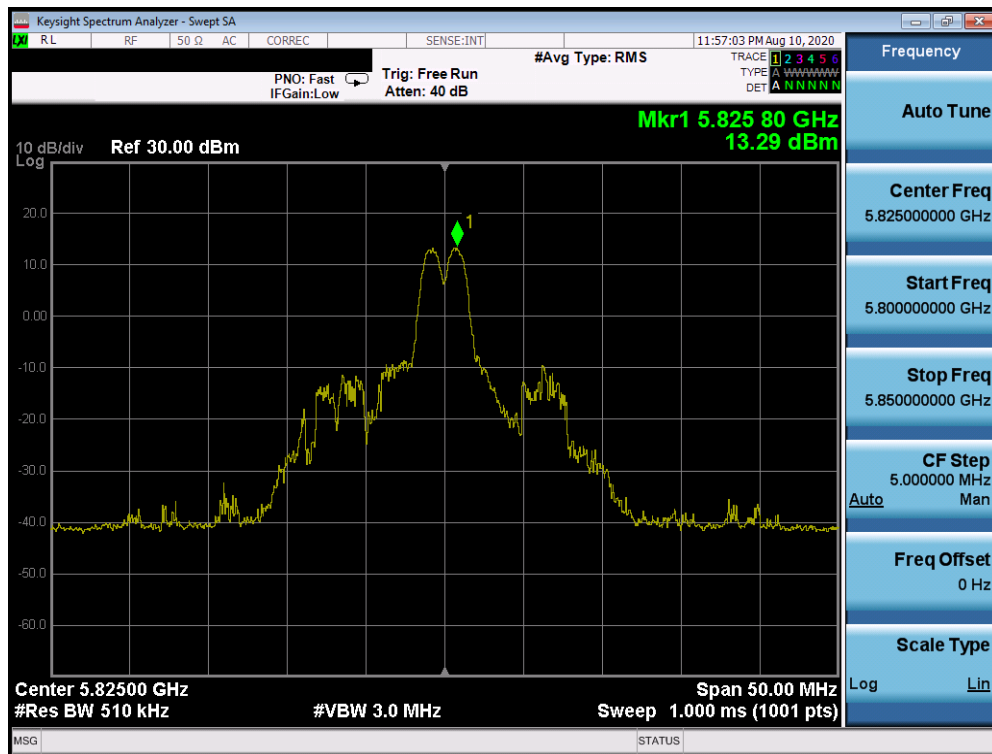 Keysight Spectrum Analyzer - Swept SA
LXI RL RF 50 Ω AC CORREC SENSE:INT 11:57:03 PM Aug 10, 2020
#Avg Type: RMS
TRACE 1 2 3 4 5 6
TYPE A WWWWW
DET A N N N N N
PNO: Fast
IFGain:Low
Trig: Free Run
Atten: 40 dB
Mkr1 5.825 80 GHz
13.29 dBm
10 dB/div
Log
Ref 30.00 dBm
1
20.0
10.0
0.00
-10.0
-20.0
-30.0
-40.0
-50.0
-60.0
Center 5.82500 GHz
Span 50.00 MHz
#Res BW 510 kHz
#VBW 3.0 MHz
Sweep 1.000 ms (1001 pts)
MSG
STATUS
Frequency
Auto Tune
Center Freq
5.825000000 GHz
Start Freq
5.800000000 GHz
Stop Freq
5.850000000 GHz
CF Step
5.000000 MHz
Auto Man
Freq Offset
0 Hz
Scale Type
Log Lin